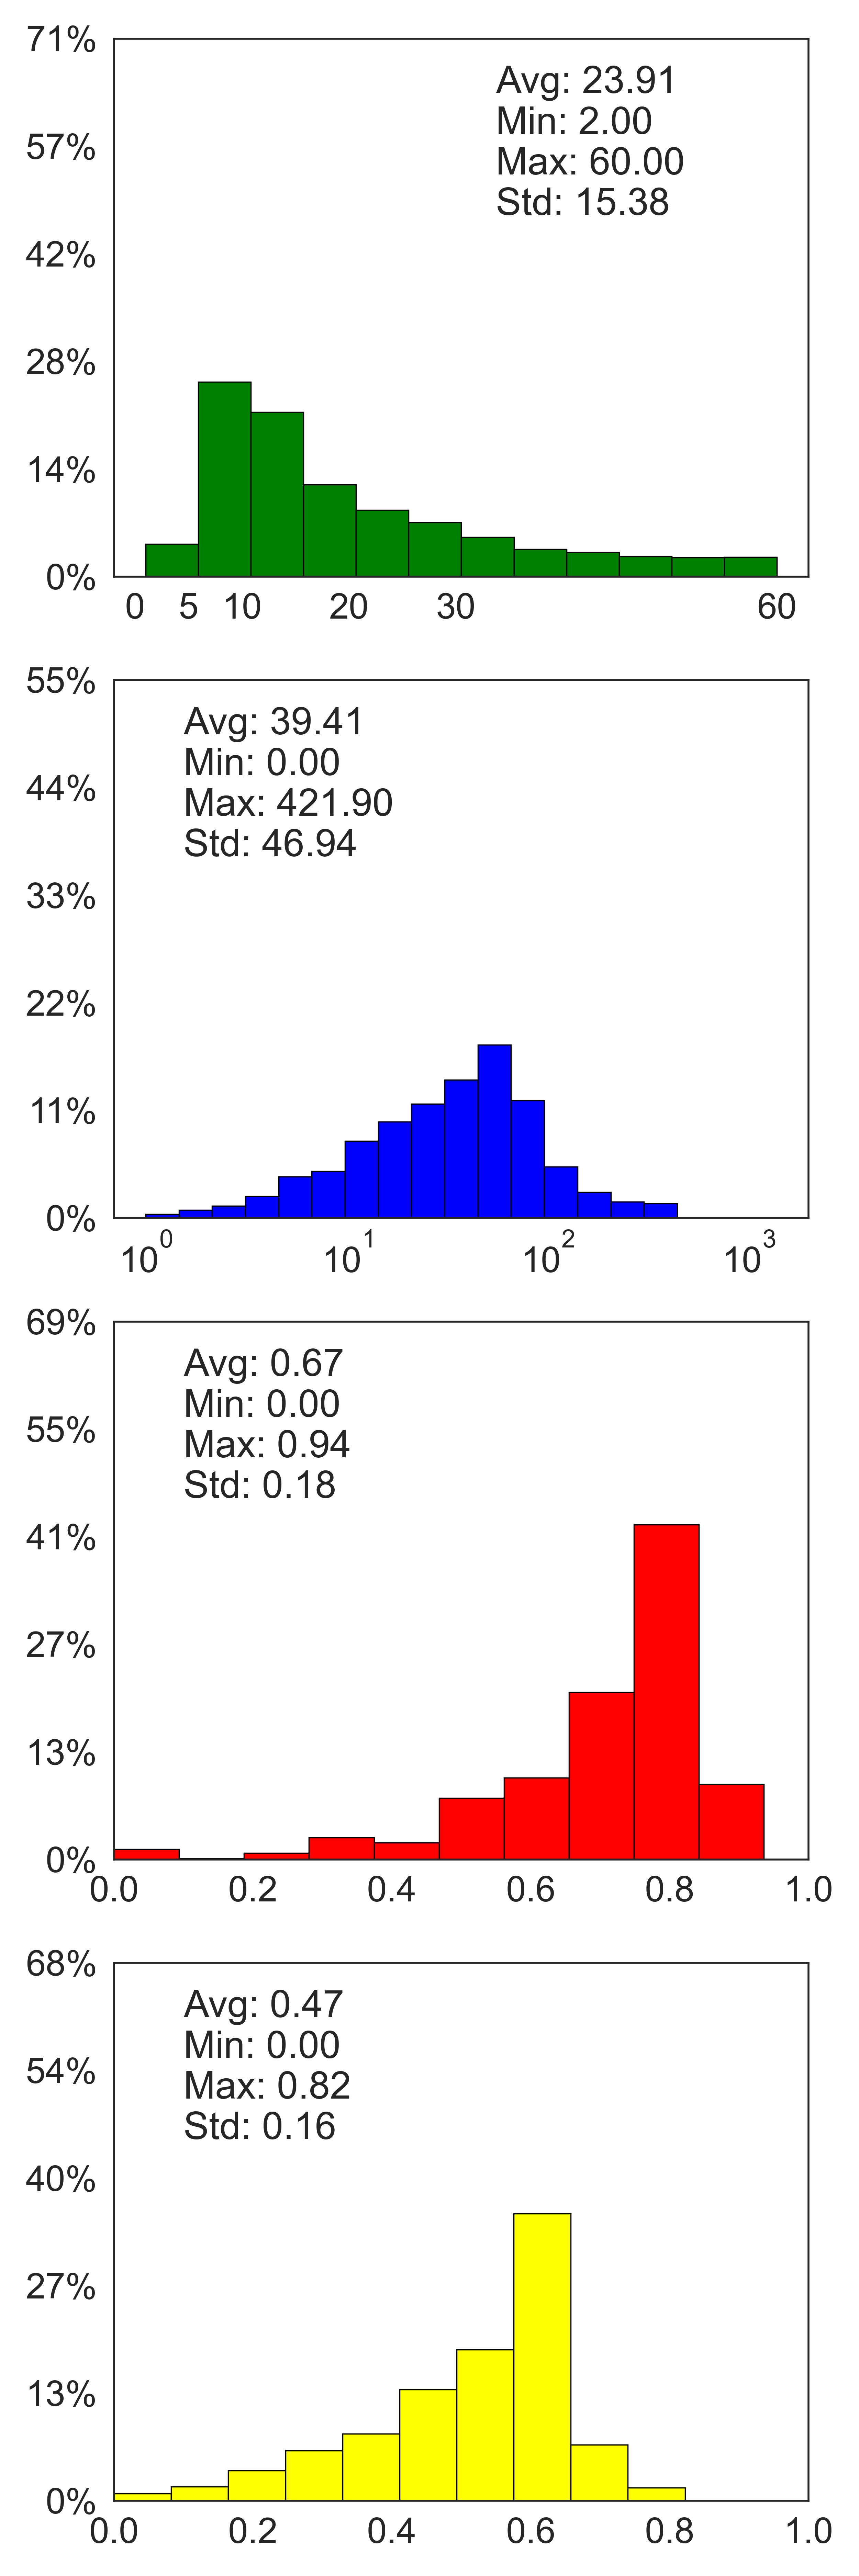 71%
Avg: 23.91
Min: 2.00
57%
Max: 60.00
Std: 15.38
42%
28%
14%
0%
0 5 10 20 30 60
55%
Avg: 39.41
Min: 0.00
44%
Max: 421.90
Std: 46.94
33%
22%
11%
0%
10^0 10^1 10^2 10^3
69%
Avg: 0.67
Min: 0.00
55%
Max: 0.94
Std: 0.18
41%
27%
13%
0%
0.0 0.2 0.4 0.6 0.8 1.0
68%
Avg: 0.47
Min: 0.00
54%
Max: 0.82
Std: 0.16
40%
27%
13%
0%
0.0 0.2 0.4 0.6 0.8 1.0